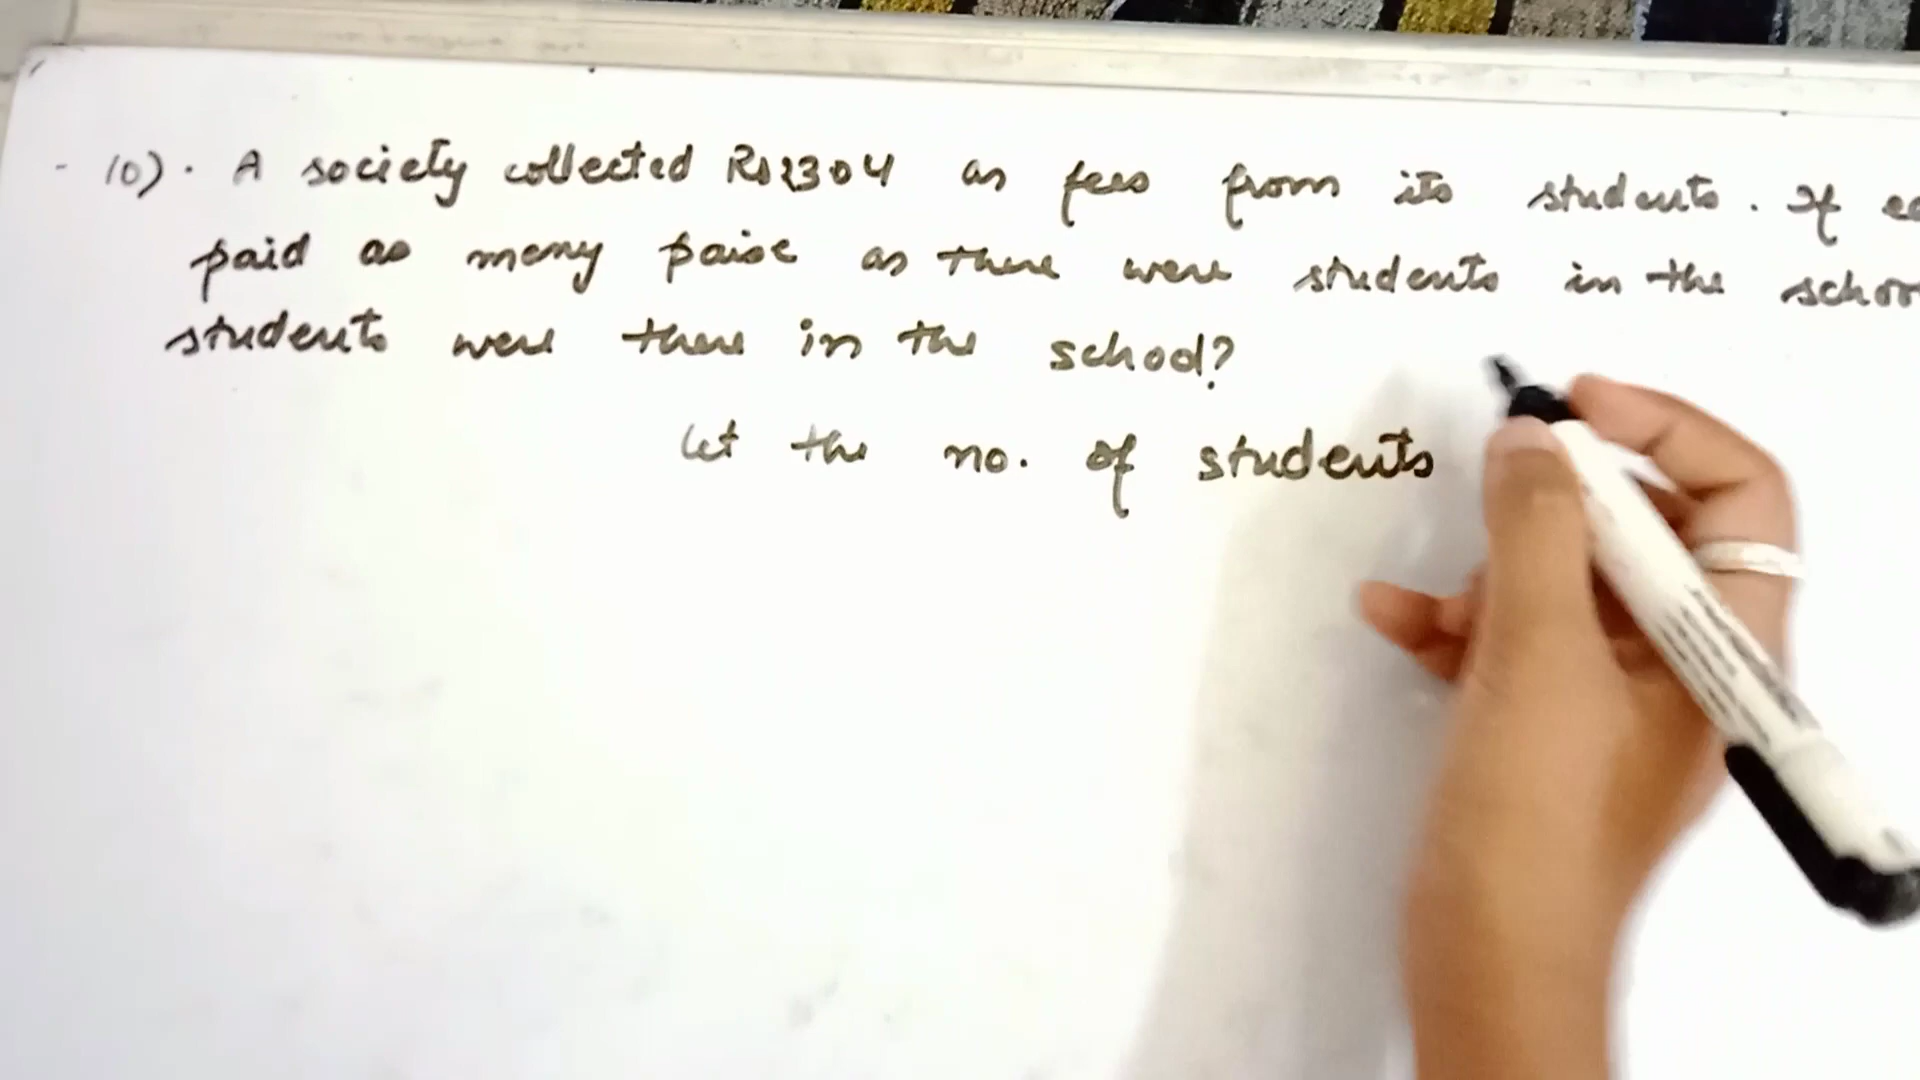 10). A society collected Rs2304 as fees from its students. If
paid as many paise as there were students in the
students were there in the school?
Let the no. of students